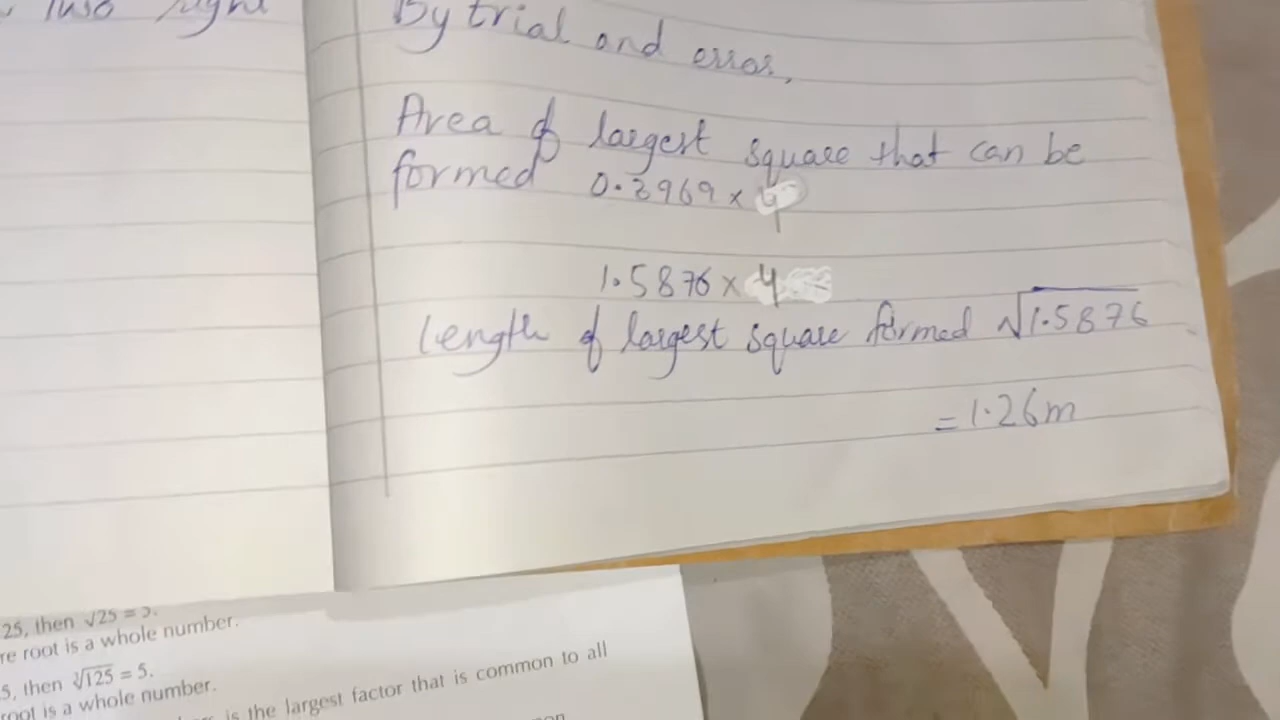 By trial and error,
Area of largest square that can be
formed 0.3969 ×
1.5876 × 4
Length of largest square formed √1.5876
= 1.26m
25, then √25 = 5.
re root is a whole number.
5, then ∛125 = 5.
root is a whole number.
is the largest factor that is common to all